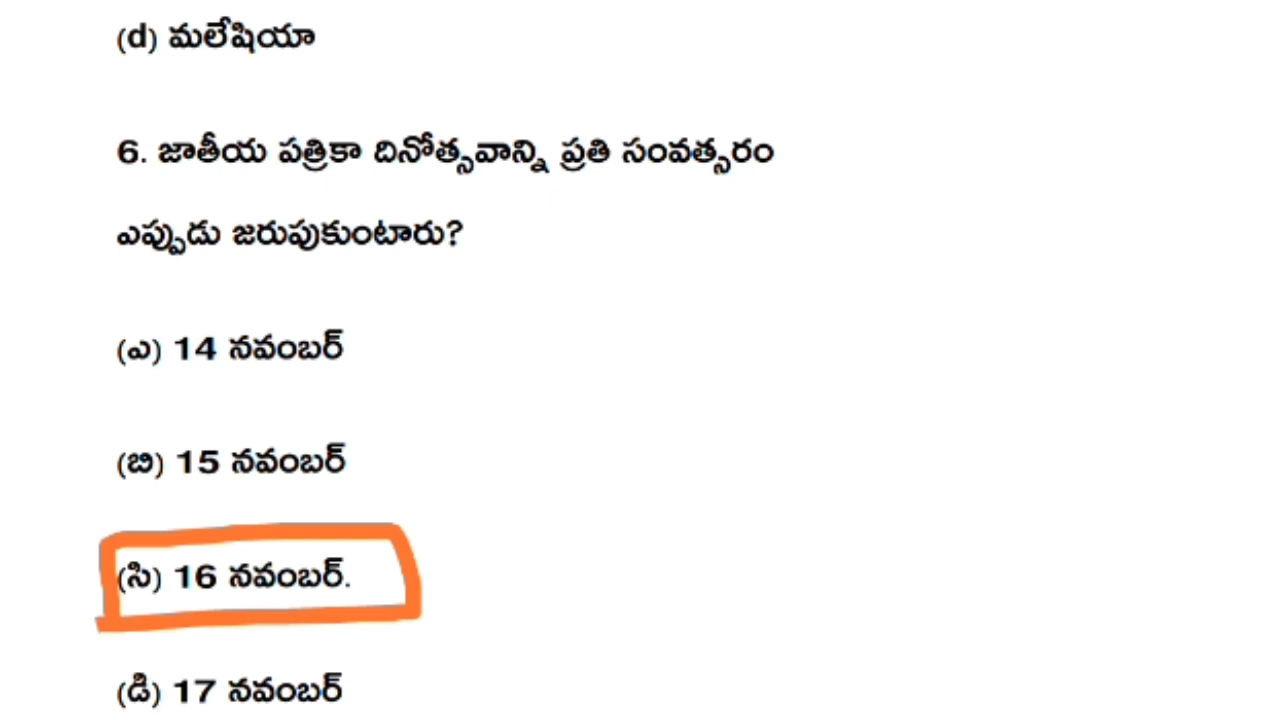 (d) మలేషియా
6. జాతీయ పత్రికా దినోత్సవాన్ని ప్రతి సంవత్సరం
ఎప్పుడు జరుపుకుంటారు?
(ఎ) 14 నవంబర్
(బి) 15 నవంబర్
(సి) 16 నవంబర్.
(డి) 17 నవంబర్